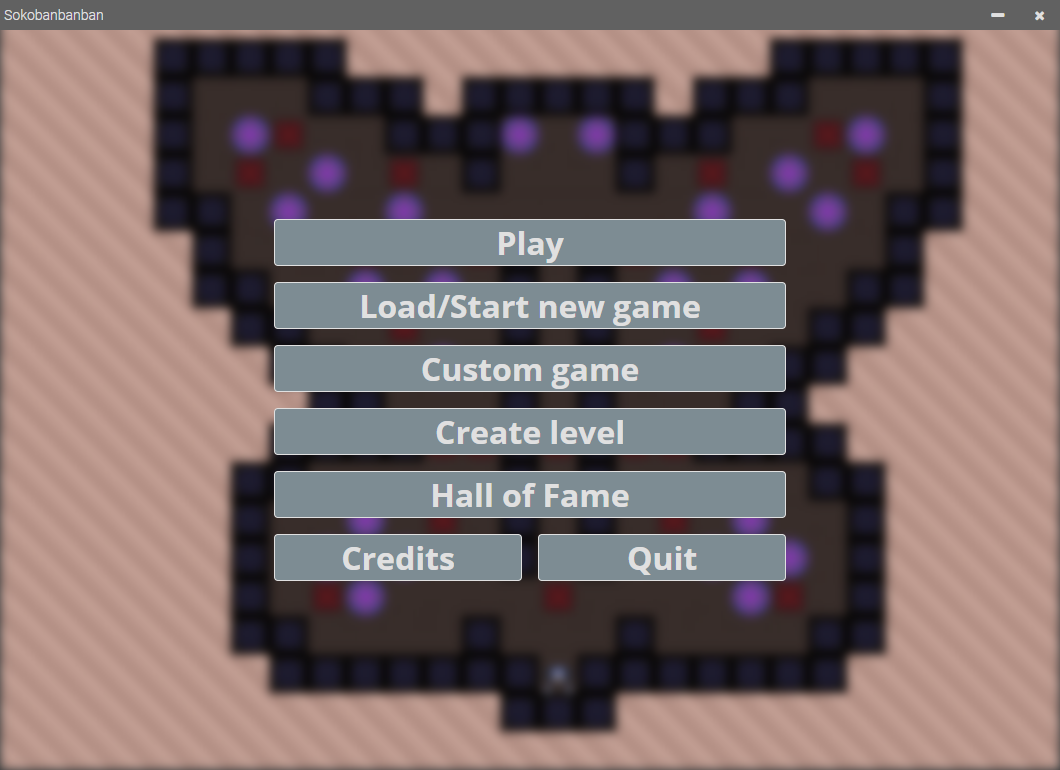 Sokobanbanban
Play
Load/Start new game
Custom game
Create level
Hall of Fame
Credits
Quit